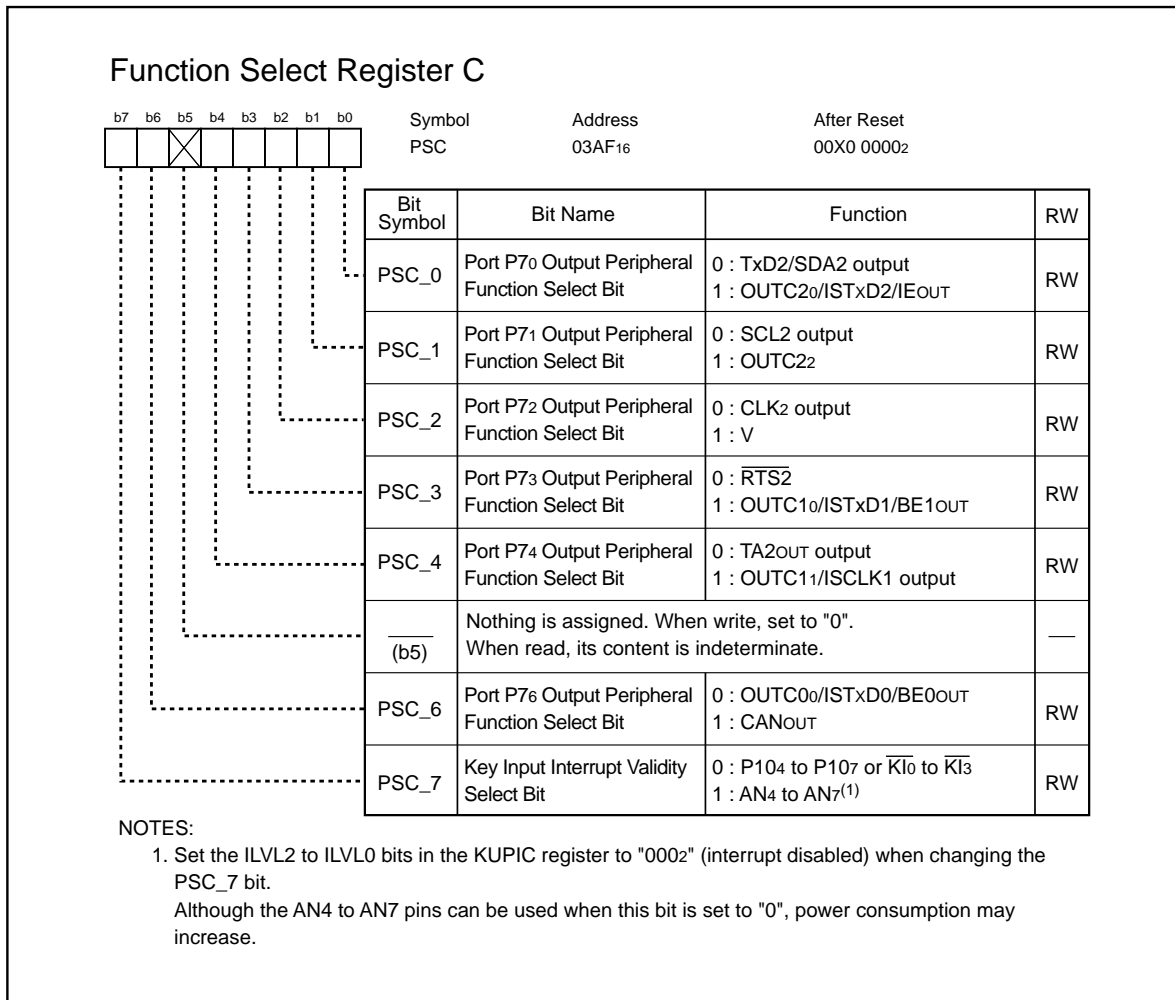 Function Select Register C
b7 b6 b5 b4 b3 b2 b1 b0
Symbol Address After Reset
PSC 03AF16 00X0 00002
Bit Symbol Bit Name Function RW
PSC_0 Port P70 Output Peripheral Function Select Bit 0 : TxD2/SDA2 output RW
1 : OUTC20/ISTxD2/IEOUT
PSC_1 Port P71 Output Peripheral Function Select Bit 0 : SCL2 output RW
1 : OUTC22
PSC_2 Port P72 Output Peripheral Function Select Bit 0 : CLK2 output RW
1 : V
PSC_3 Port P73 Output Peripheral Function Select Bit 0 : RTS2 RW
1 : OUTC10/ISTxD1/BE1OUT
PSC_4 Port P74 Output Peripheral Function Select Bit 0 : TA2OUT output RW
1 : OUTC11/ISCLK1 output
(b5) Nothing is assigned. When write, set to "0".
When read, its content is indeterminate.
PSC_6 Port P76 Output Peripheral Function Select Bit 0 : OUTC00/ISTxD0/BE0OUT RW
1 : CANOUT
PSC_7 Key Input Interrupt Validity Select Bit 0 : P104 to P107 or KI0 to KI3 RW
1 : AN4 to AN7(1)
NOTES:
1. Set the ILVL2 to ILVL0 bits in the KUPIC register to "0002" (interrupt disabled) when changing the
PSC_7 bit.
Although the AN4 to AN7 pins can be used when this bit is set to "0", power consumption may
increase.